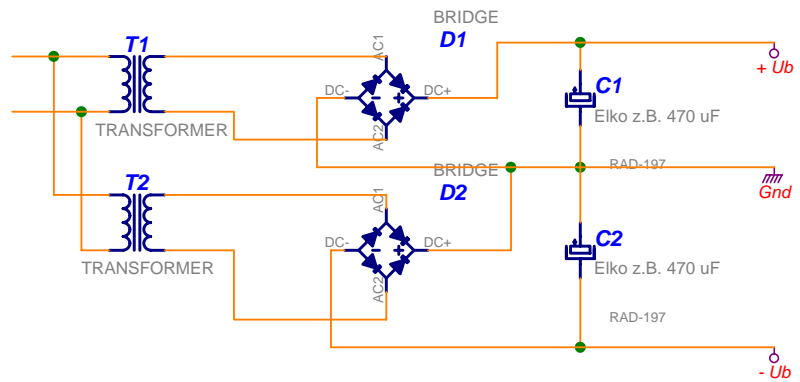 BRIDGE
T1
D1
AC1
+ Ub
C1
DC-
DC+
Elko z.B. 470 uF
TRANSFORMER
AC2
RAD-197
BRIDGE
T2
D2
Gnd
AC1
C2
DC-
DC+
TRANSFORMER
Elko z.B. 470 uF
AC2
RAD-197
- Ub